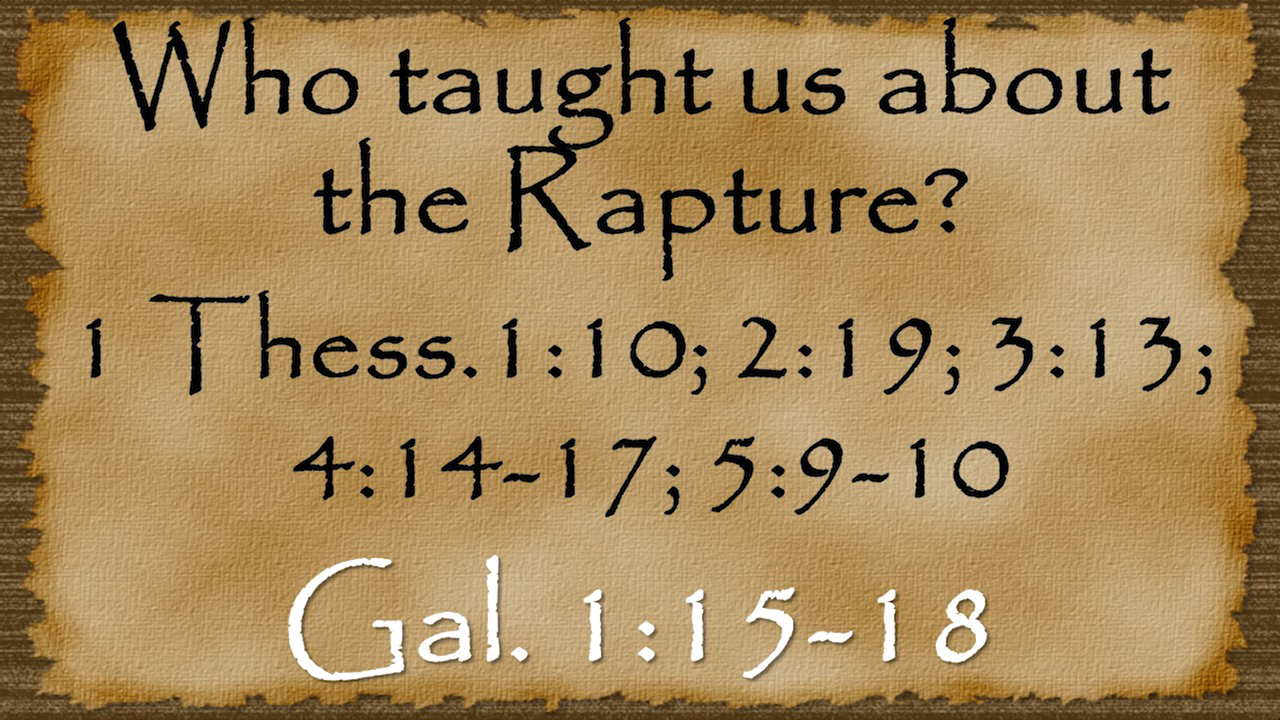 Who taught us about
the Rapture?
1 Thess. 1:10; 2:19; 3:13;
4:14~17; 5:9~10
Gal. 1:15~18